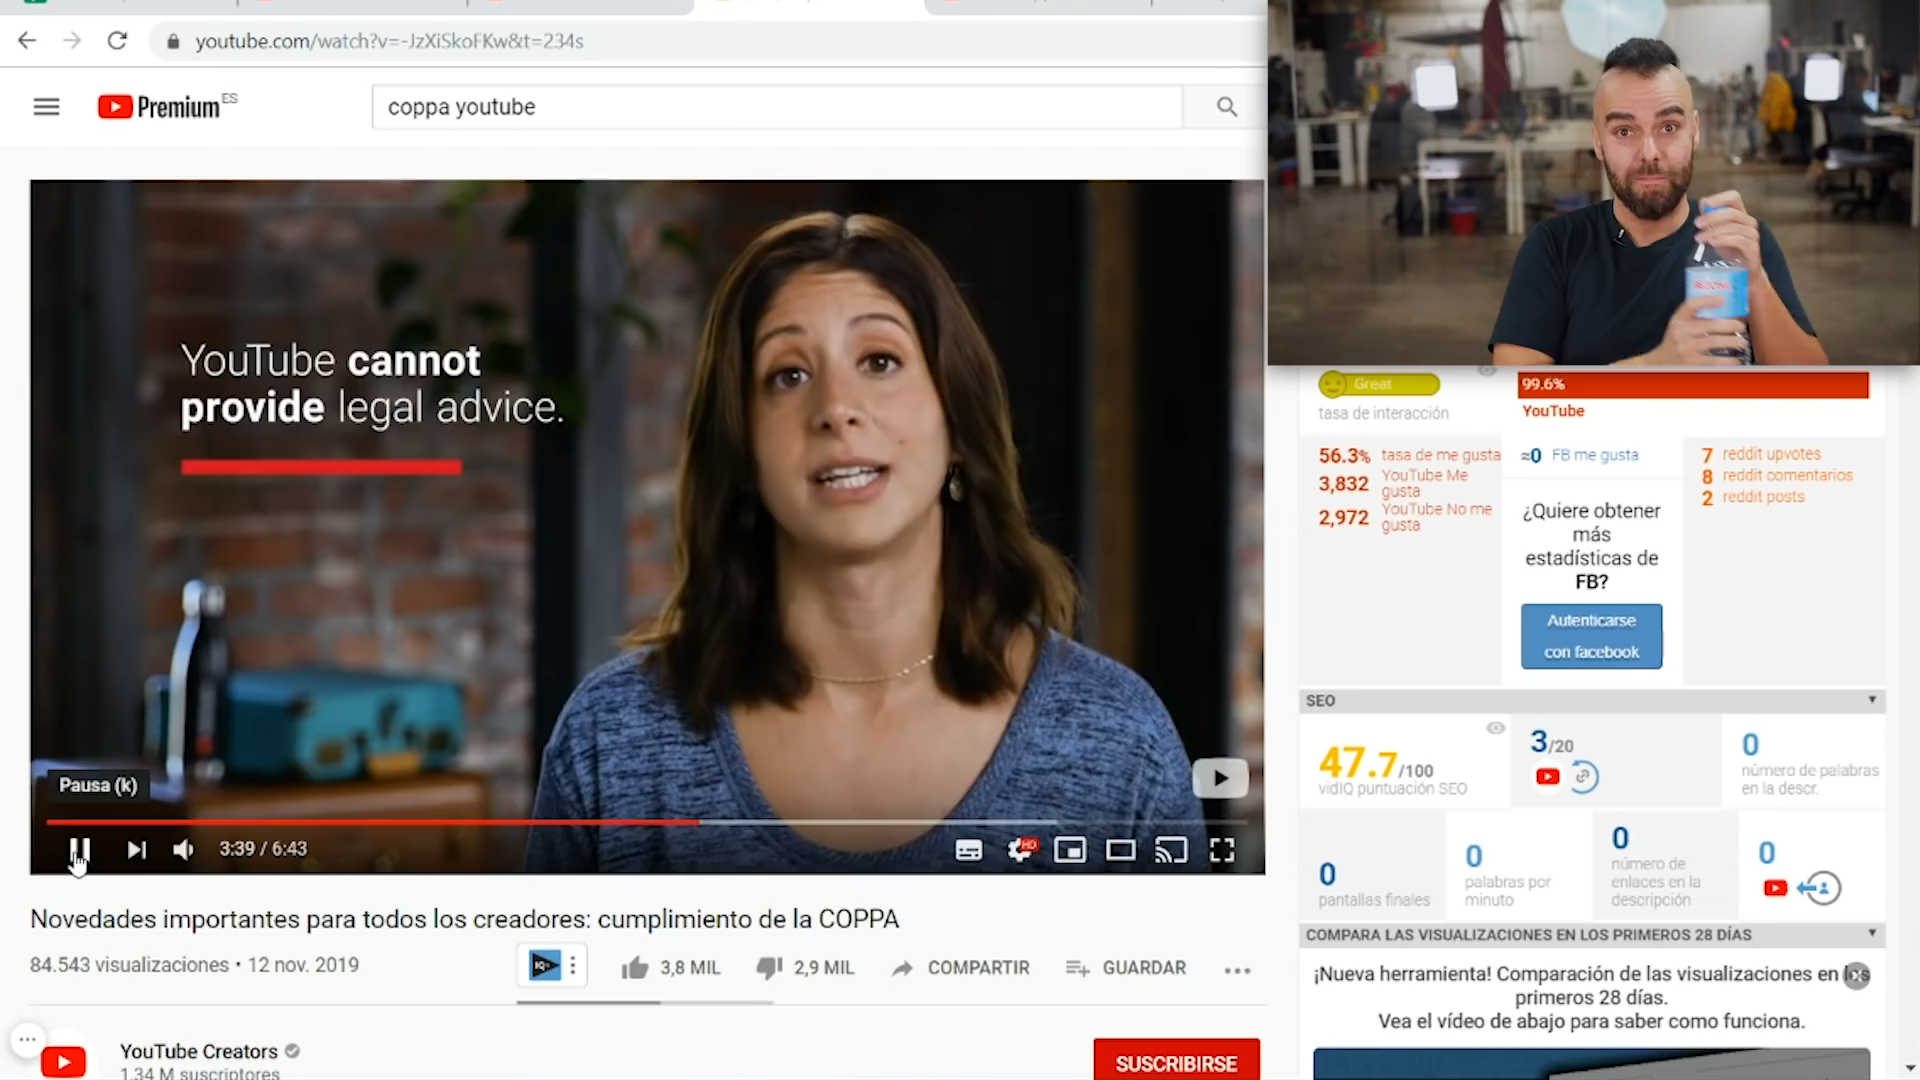 youtube.com/watch?v=-JzXiSkoFKw&t=234s
Premium ES
coppa youtube
YouTube cannot
provide legal advice.
Pausa (k)
3:39 / 6:43
HD
Novedades importantes para todos los creadores: cumplimiento de la COPPA
84.543 visualizaciones • 12 nov. 2019
IQ
3,8 MIL
2,9 MIL
COMPARTIR
GUARDAR
YouTube Creators
1,34 M suscriptores
SUSCRIBIRSE
Great
tasa de interacción
99.6%
YouTube
56.3% tasa de me gusta
3,832 YouTube Me
gusta
2,972 YouTube No me
gusta
≈0 FB me gusta
¿Quiere obtener
más
estadísticas de
FB?
Autenticarse
con facebook
7 reddit upvotes
8 reddit comentarios
2 reddit posts
SEO
47.7/100
vidIQ puntuación SEO
3/20
0
número de palabras
en la descr.
0
pantallas finales
0
palabras por
minuto
0
número de
enlaces en la
descripción
0
COMPARA LAS VISUALIZACIONES EN LOS PRIMEROS 28 DÍAS
¡Nueva herramienta! Comparación de las visualizaciones en los
primeros 28 días.
Vea el vídeo de abajo para saber como funciona.